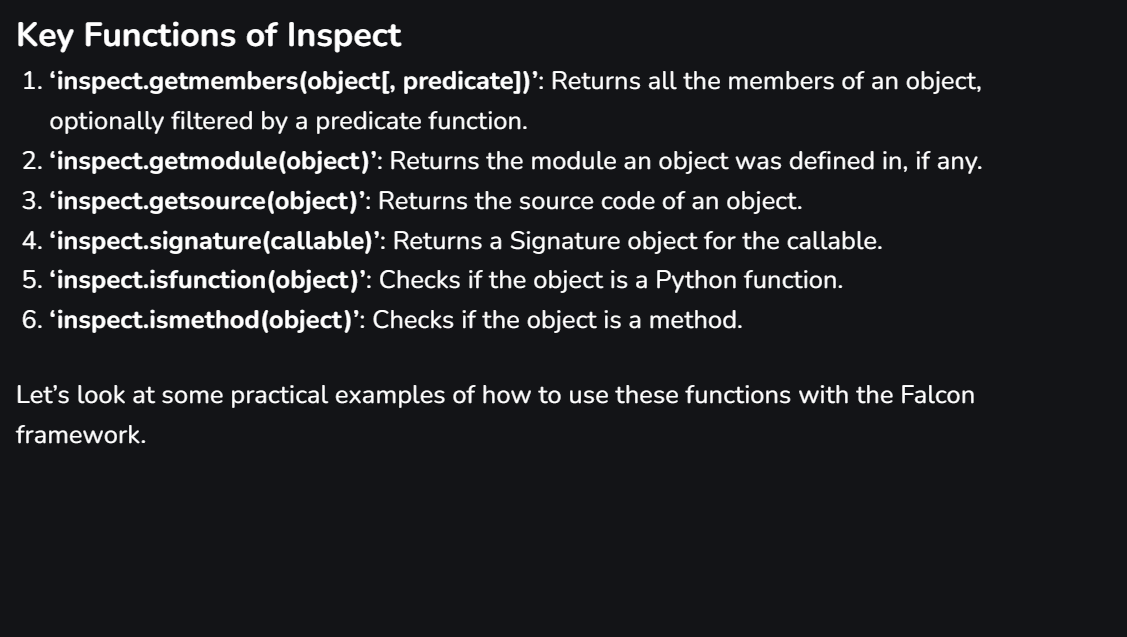 Key Functions of Inspect
1. ‘inspect.getmembers(object[, predicate])’: Returns all the members of an object,
optionally filtered by a predicate function.
2. ‘inspect.getmodule(object)’: Returns the module an object was defined in, if any.
3. ‘inspect.getsource(object)’: Returns the source code of an object.
4. ‘inspect.signature(callable)’: Returns a Signature object for the callable.
5. ‘inspect.isfunction(object)’: Checks if the object is a Python function.
6. ‘inspect.ismethod(object)’: Checks if the object is a method.
Let’s look at some practical examples of how to use these functions with the Falcon
framework.